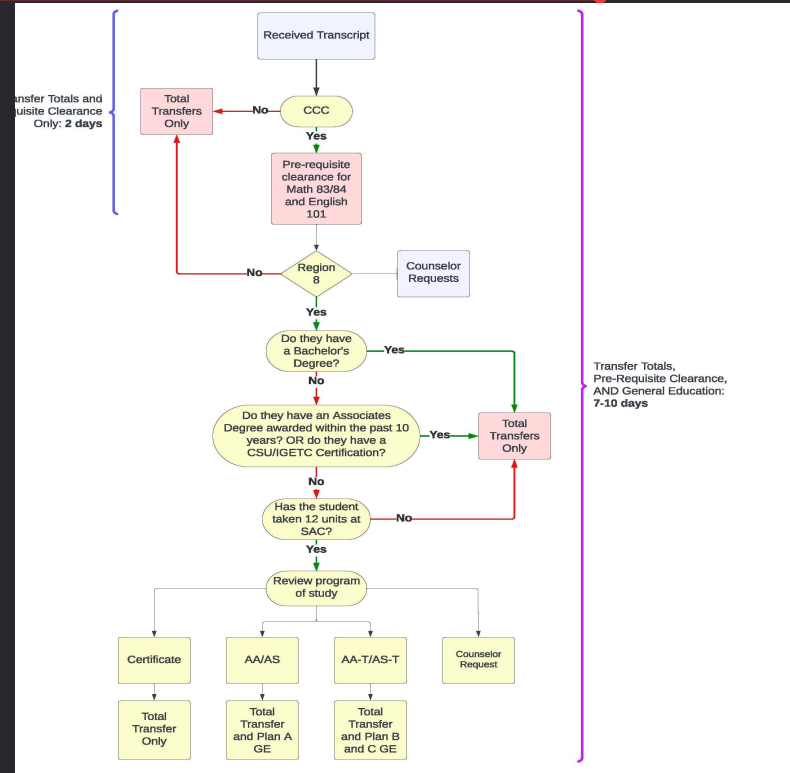 Received Transcript
Transfer Totals and
Only: 2 days
Clearance
Total
Transfers
Only
No
CCC
Yes
Pre-requisite
clearance for
Math 83/84
and English
101
Region
8
No
Counselor
Requests
Yes
Do they have
a Bachelor's
Degree?
Yes
No
Do they have an Associates
Degree awarded within the past 10
years? OR do they have a
CSU/IGETC Certification?
Yes
Total
Transfers
Only
No
Has the student
taken 12 units at
SAC?
No
Yes
Review program
of study
Certificate
AA/AS
AA-T/AS-T
Counselor
Request
Total
Transfer
Only
Total
Transfer
and Plan A
GE
Total
Transfer
and Plan B
and C GE
Transfer Totals,
Pre-Requisite Clearance,
AND General Education:
7-10 days